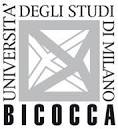 UNIVERSITÀ
DEGLI STUDI
DI MILANO
BICOCCA